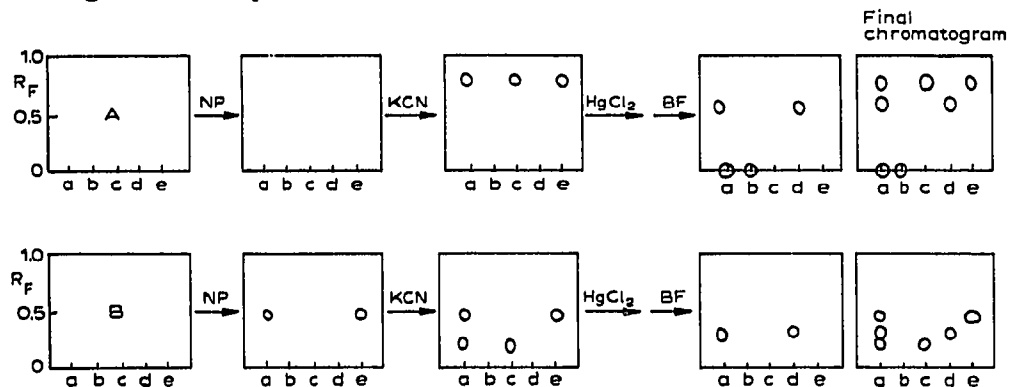 Final
chromatogram
1.0
R_F
0.5
0
A
NP
KCN
HgCl₂
BF
a b c d e
a b c d e
a b c d e
a b c d e
a d e
1.0
R_F
0.5
0
B
NP
KCN
HgCl₂
BF
a b c d e
a b c d e
a b c d e
a b c d e
a b c d e